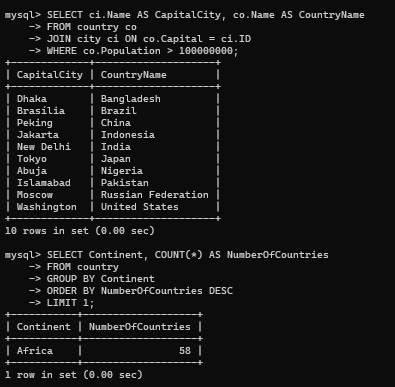 mysql> SELECT ci.Name AS CapitalCity, co.Name AS CountryName
    -> FROM country co
    -> JOIN city ci ON co.Capital = ci.ID
    -> WHERE co.Population > 100000000;
+-------------+--------------------+
| CapitalCity | CountryName        |
+-------------+--------------------+
| Dhaka       | Bangladesh         |
| Brasília    | Brazil             |
| Peking      | China              |
| Jakarta     | Indonesia          |
| New Delhi   | India              |
| Tokyo       | Japan              |
| Abuja       | Nigeria            |
| Islamabad   | Pakistan           |
| Moscow      | Russian Federation |
| Washington  | United States      |
+-------------+--------------------+
10 rows in set (0.00 sec)

mysql> SELECT Continent, COUNT(*) AS NumberOfCountries
    -> FROM country
    -> GROUP BY Continent
    -> ORDER BY NumberOfCountries DESC
    -> LIMIT 1;
+-----------+-------------------+
| Continent | NumberOfCountries |
+-----------+-------------------+
| Africa    |                58 |
+-----------+-------------------+
1 row in set (0.00 sec)